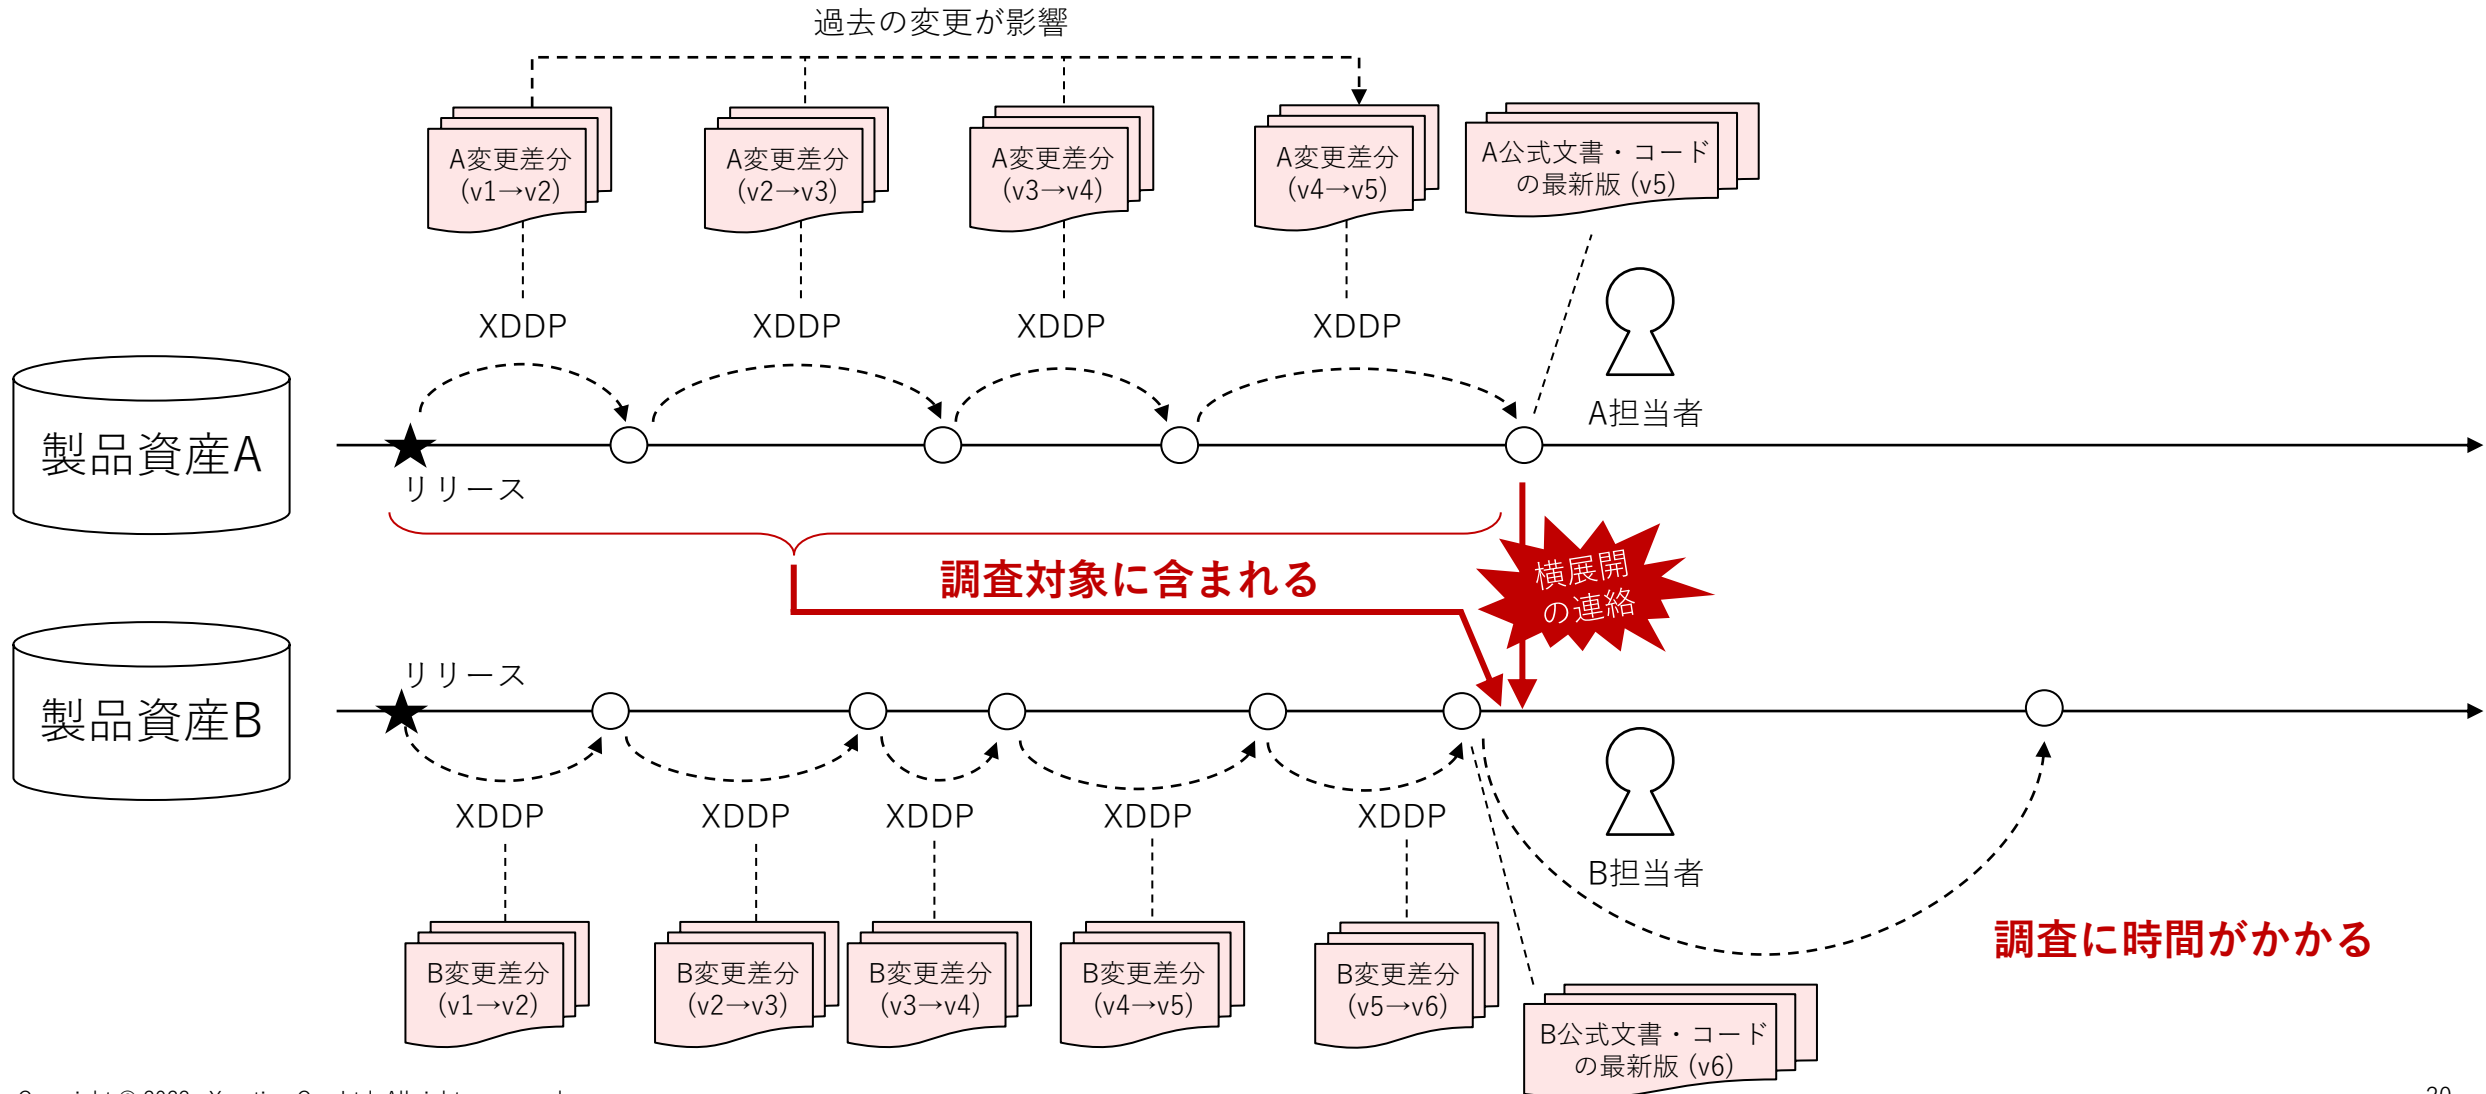 過去の変更が影響
A変更差分
(v1→v2)
A変更差分
(v2→v3)
A変更差分
(v3→v4)
A変更差分
(v4→v5)
A公式文書・コード
の最新版 (v5)
XDDP
XDDP
XDDP
XDDP
A担当者
製品資産A
リリース
調査対象に含まれる
横展開
の連絡
製品資産B
リリース
XDDP
XDDP
XDDP
XDDP
XDDP
B担当者
調査に時間がかかる
B変更差分
(v1→v2)
B変更差分
(v2→v3)
B変更差分
(v3→v4)
B変更差分
(v4→v5)
B変更差分
(v5→v6)
B公式文書・コード
の最新版 (v6)